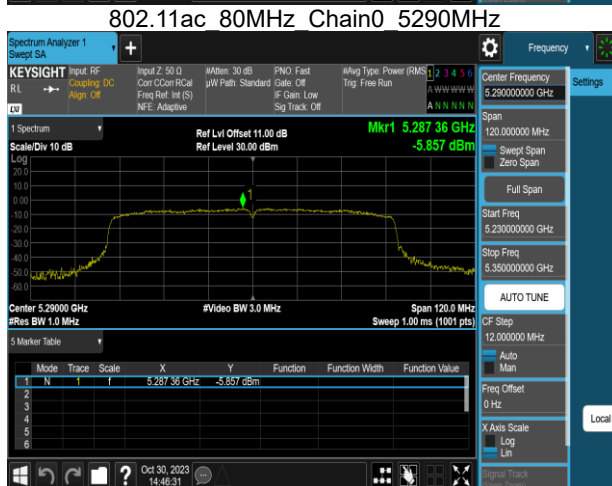 802.11ac_80MHz_Chain0_5290MHz
Spectrum Analyzer 1
Swept SA
Frequency
KEYSIGHT Input: RF Input Z: 50 Ω #Atten: 30 dB PNO: Fast #Avg Type: Power (RMS 1 2 3 4 5 6
RL Coupling: DC Corr CCorr RCal µW Path: Standard Gate: Off Trig: Free Run A W W W W W
Align: Off Freq Ref: Int (S) IF Gain: Low
LXI NFE: Adaptive Sig Track: Off A N N N N N
Center Frequency
5.290000000 GHz
Settings
1 Spectrum
Scale/Div 10 dB
Ref Lvl Offset 11.00 dB
Ref Level 30.00 dBm
Mkr1 5.287 36 GHz
-5.857 dBm
Span
120.000000 MHz
Swept Span
Zero Span
Full Span
Start Freq
5.230000000 GHz
Stop Freq
5.350000000 GHz
AUTO TUNE
CF Step
12.000000 MHz
Auto
Man
Freq Offset
0 Hz
X Axis Scale
Log
Lin
Signal Track
Local
Log
20.0
10.0
0.00
-10.0
-20.0
-30.0
-40.0
-50.0
-60.0
1
Center 5.29000 GHz #Video BW 3.0 MHz Span 120.0 MHz
#Res BW 1.0 MHz Sweep 1.00 ms (1001 pts)
5 Marker Table
Mode Trace Scale X Y Function Function Width Function Value
1 N 1 f 5.287 36 GHz -5.857 dBm
2
3
4
5
6
? Oct 30, 2023
14:46:31